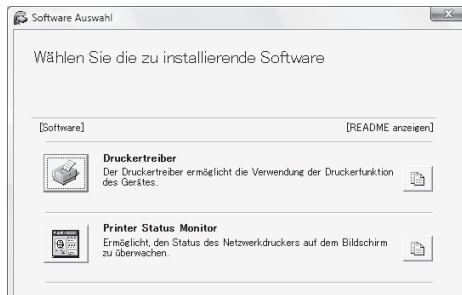 Software Auswahl
Wählen Sie die zu installierende Software
[Software] [README anzeigen]
Druckertreiber
Der Druckertreiber ermöglicht die Verwendung der Druckerfunktion
des Gerätes.
Printer Status Monitor
Ermöglicht, den Status des Netzwerkdruckers auf dem Bildschirm
zu überwachen.